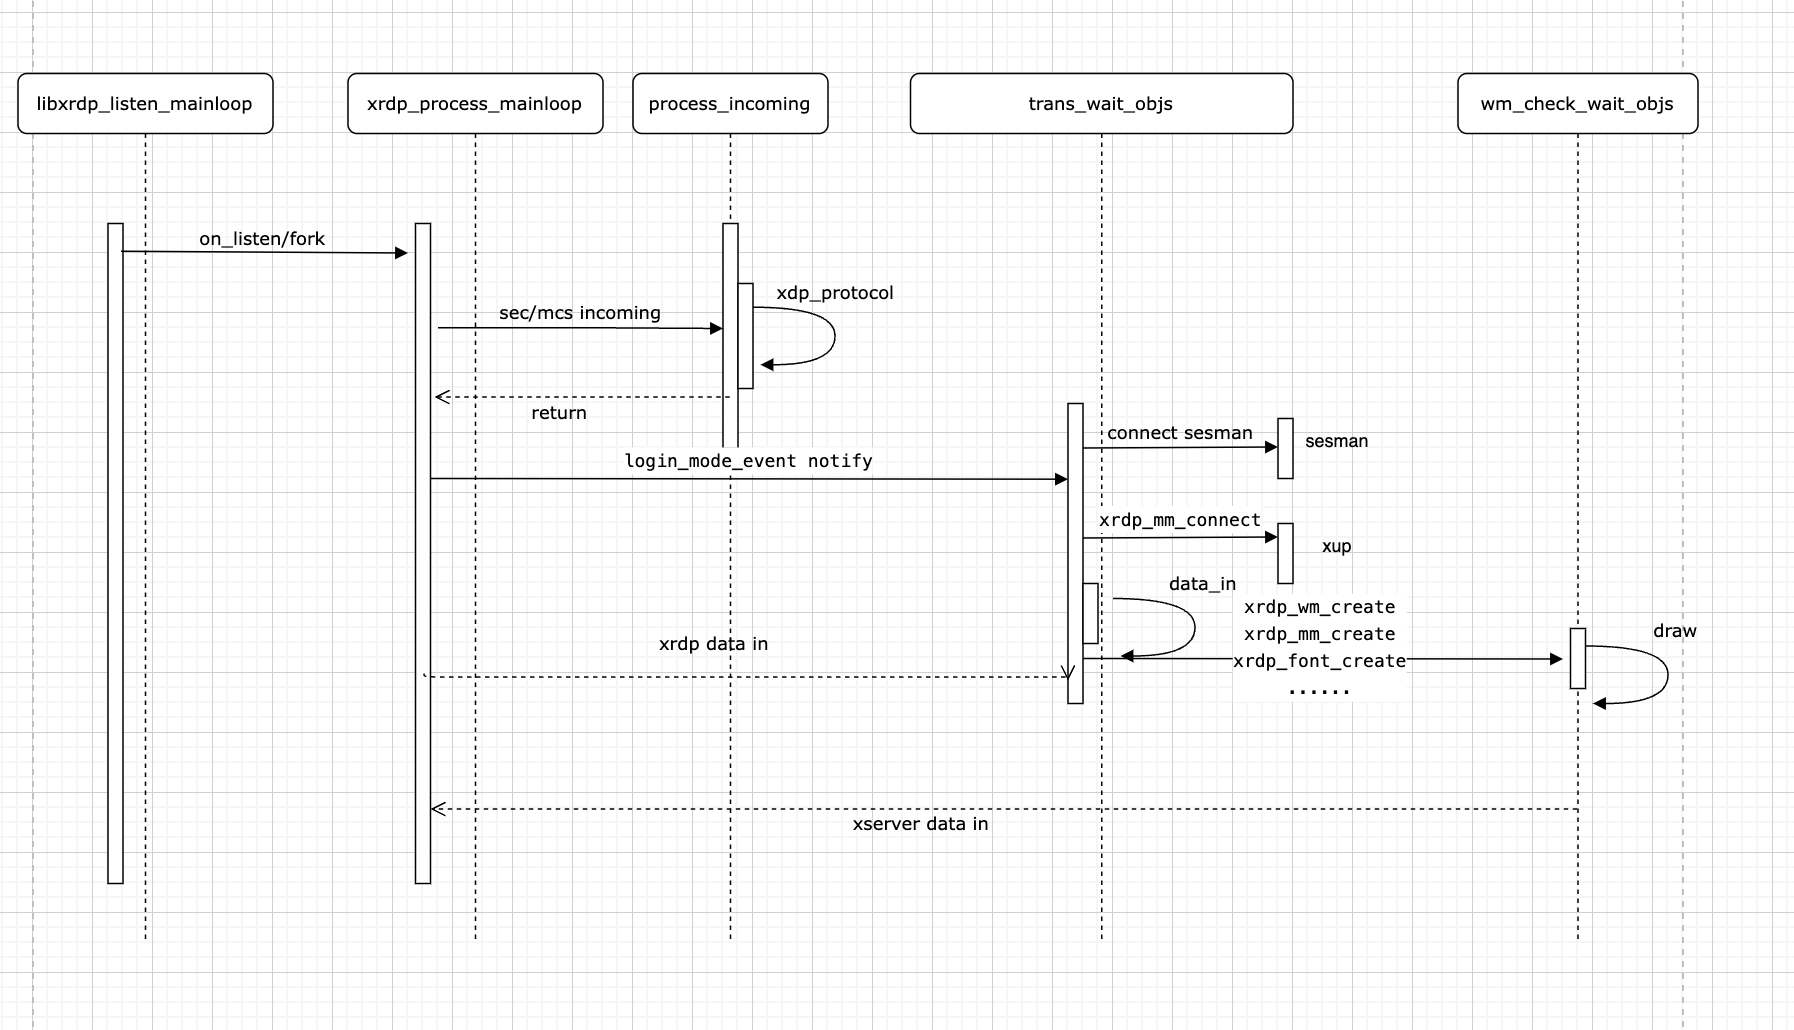 libxrdp_listen_mainloop
xrdp_process_mainloop
process_incoming
trans_wait_objs
wm_check_wait_objs
on_listen/fork
xdp_protocol
sec/mcs incoming
return
connect sesman
sesman
login_mode_event notify
xrdp_mm_connect
xup
data_in
xrdp_wm_create
xrdp_mm_create
xrdp_font_create
......
draw
xrdp data in
xserver data in